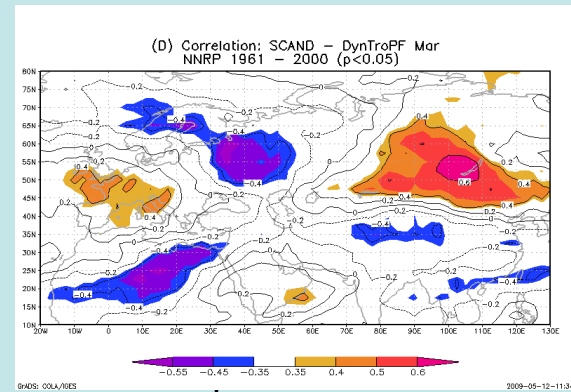 (D) Correlation: SCAND - DynTroPF Mar
NNRP 1961 - 2000 (p<0.05)
80N
75N
70N
65N
60N
55N
50N
45N
40N
35N
30N
25N
20N
15N
10N
20W 10W 0 10E 20E 30E 40E 50E 60E 70E 80E 90E 100E 110E 120E 130E
-0.55 -0.45 -0.35 0.35 0.4 0.5 0.6
GrADS: COLA/IGES 2009-05-12-11:34